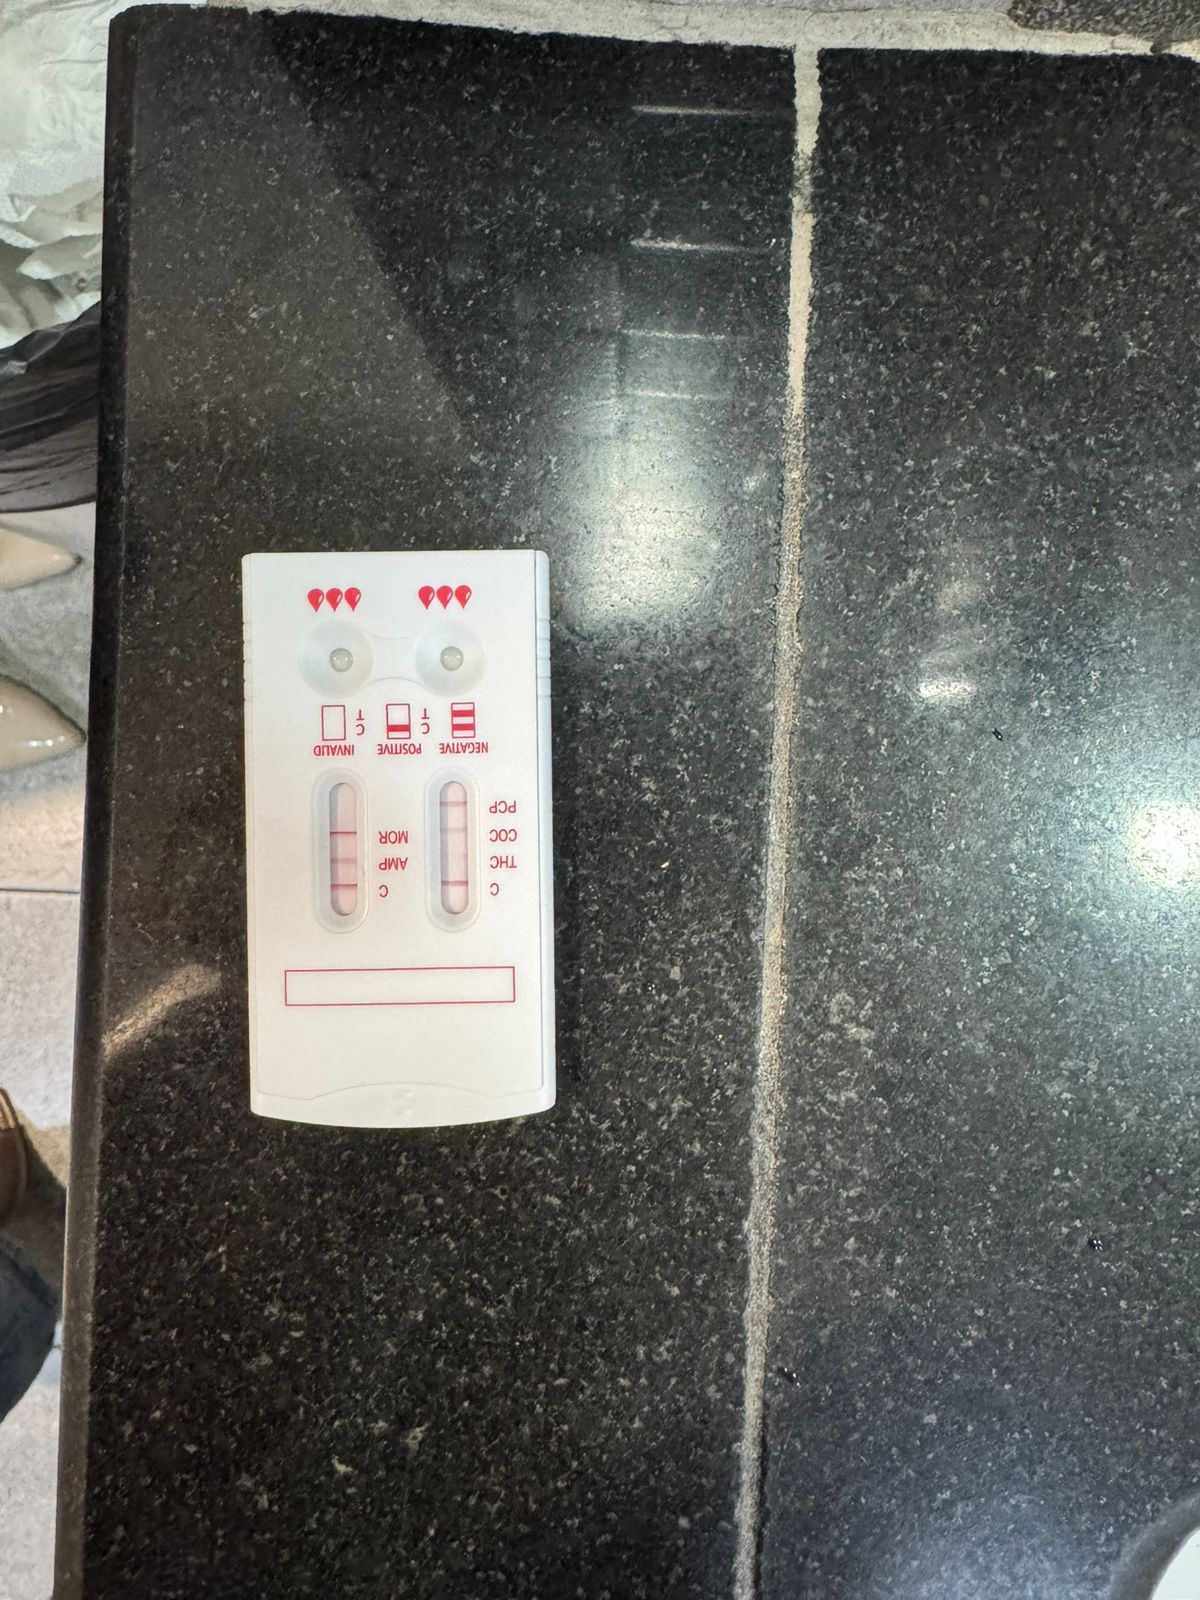 C C
THC AMP
COC MOR
PCP
NEGATIVE POSITIVE INVALID
C C
T T